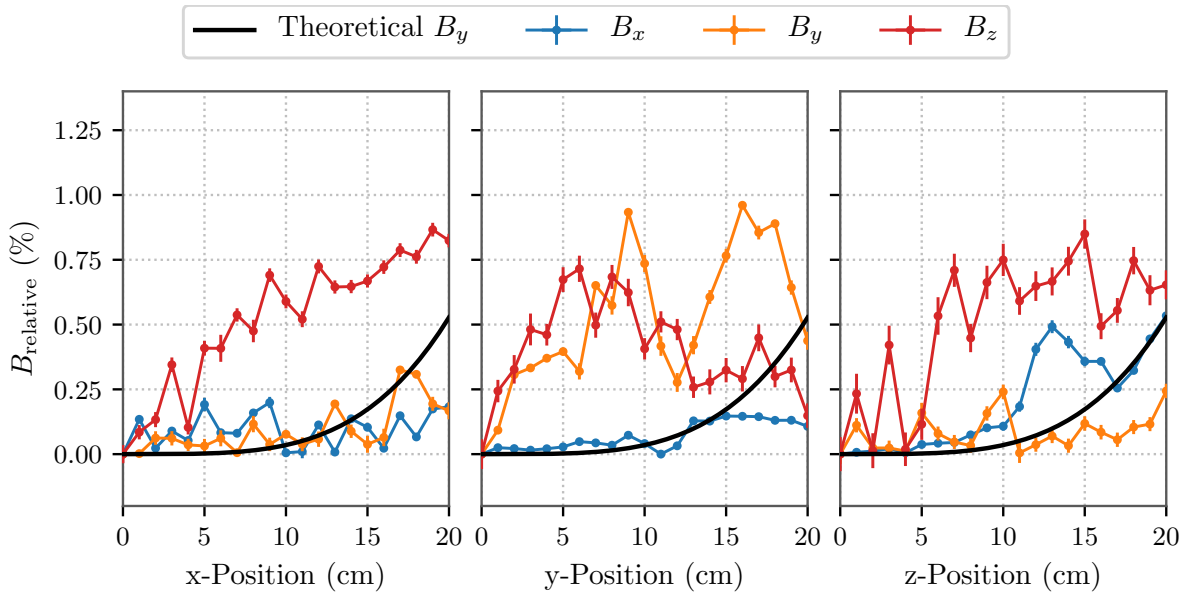 Theoretical B_y B_x B_y B_z
B_relative (%)
1.25
1.00
0.75
0.50
0.25
0.00
0 5 10 15 20 0 5 10 15 20 0 5 10 15 20
x-Position (cm) y-Position (cm) z-Position (cm)